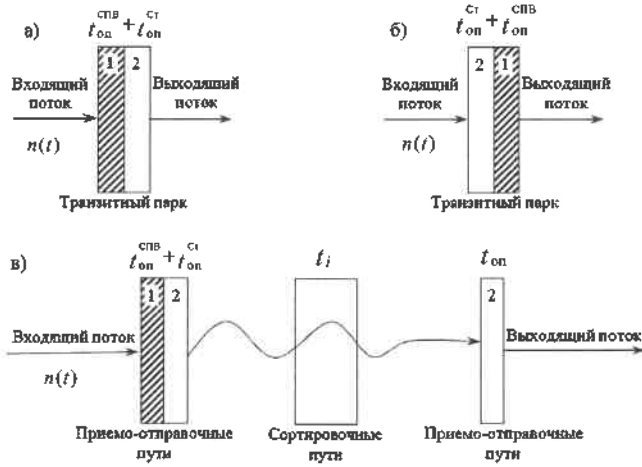 а)
t_оп^СПВ + t_оп^Ст
1 2
Входящий
поток
n(t)
Выходящий
поток
Транзитный парк
б)
t_оп^Ст + t_оп^СПВ
2 1
Входящий
поток
n(t)
Выходящий
поток
Транзитный парк
в)
t_оп^СПВ + t_оп^Ст
1 2
Входящий поток
n(t)
Приемо-отправочные
пути
t_i
Сортировочные
пути
t_оп
2
Выходящий поток
Приемо-отправочные
пути